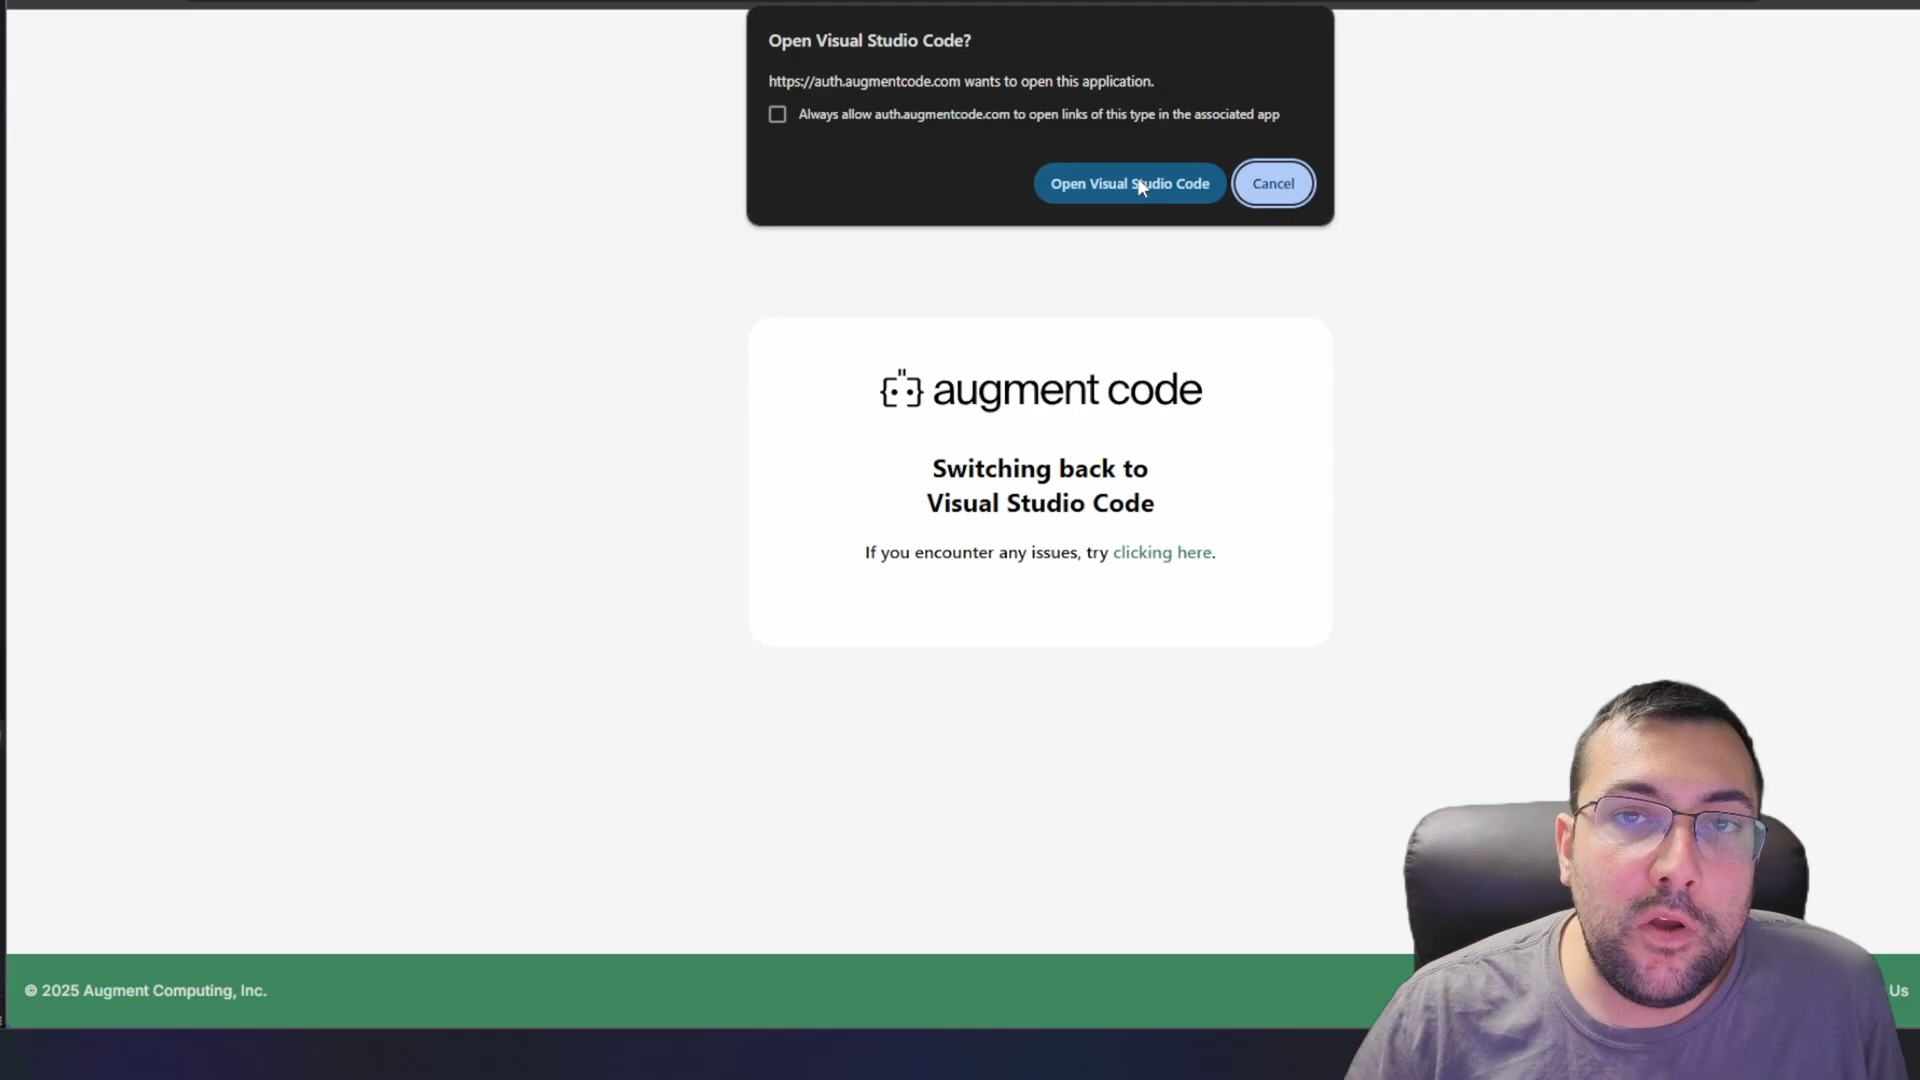 Open Visual Studio Code?
https://auth.augmentcode.com wants to open this application.
Always allow auth.augmentcode.com to open links of this type in the associated app
Open Visual Studio Code
Cancel
augment code
Switching back to
Visual Studio Code
If you encounter any issues, try clicking here.
© 2025 Augment Computing, Inc.
Us